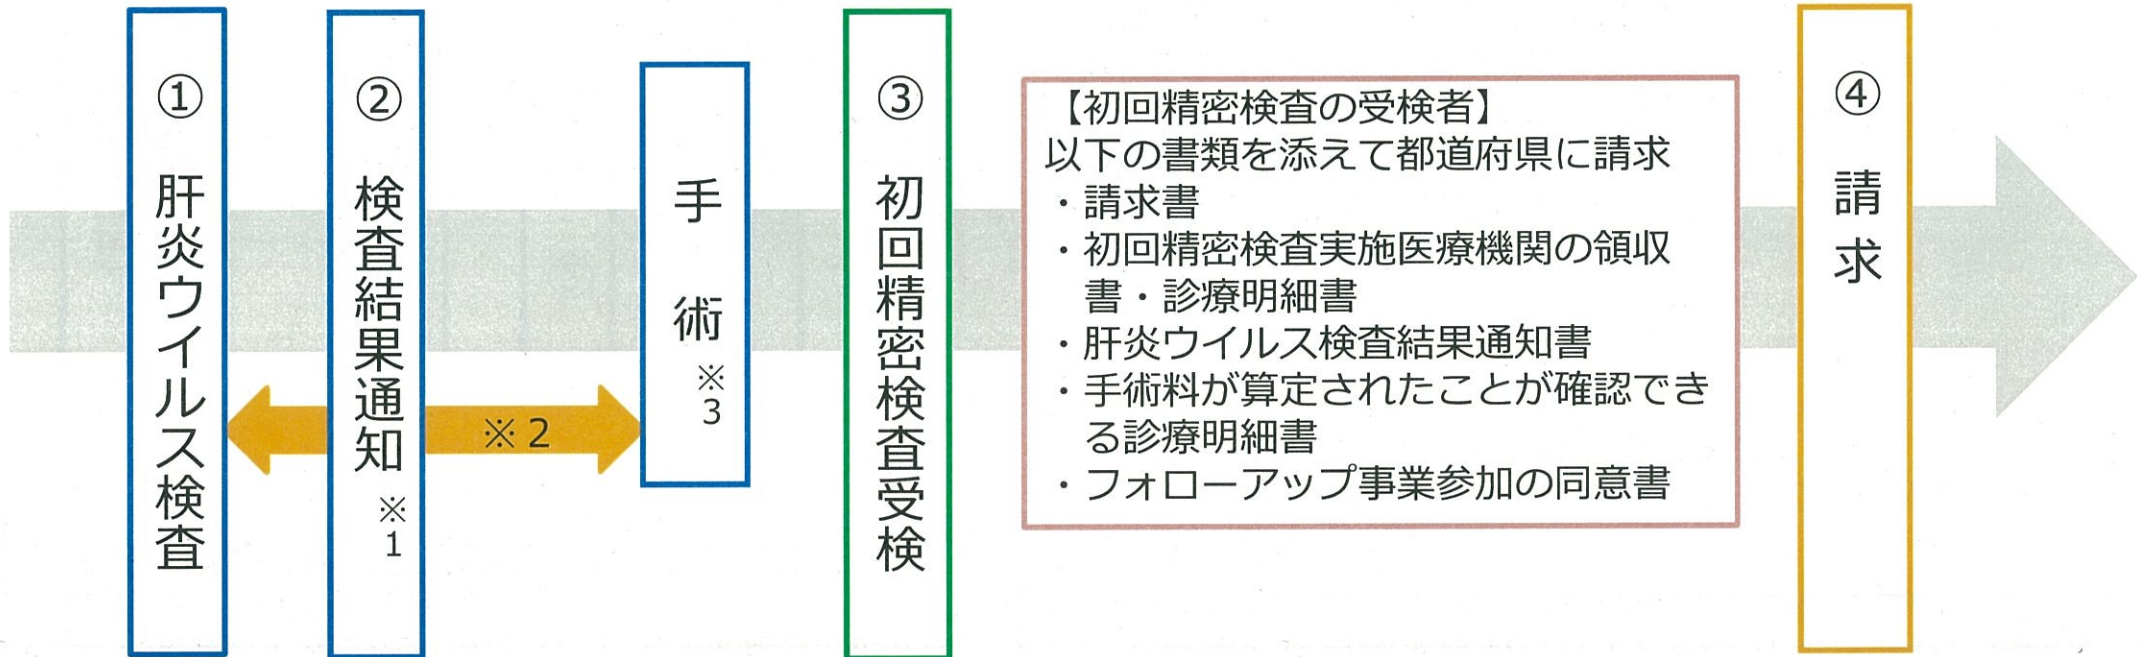 ① 肝炎ウイルス検査
② 検査結果通知 ※1
※2
手術 ※3
③ 初回精密検査受検
【初回精密検査の受検者】
以下の書類を添えて都道府県に請求
・請求書
・初回精密検査実施医療機関の領収
書・診療明細書
・肝炎ウイルス検査結果通知書
・手術料が算定されたことが確認でき
る診療明細書
・フォローアップ事業参加の同意書
④ 請求